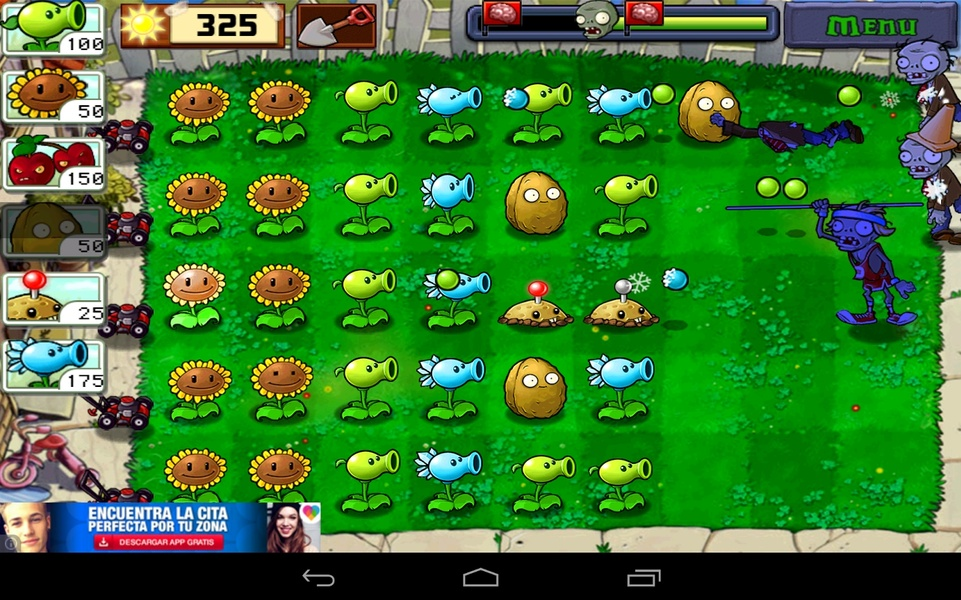 100
325
MENU
50
150
50
25
175
ENCUENTRA LA CITA
PERFECTA POR TU ZONA
DESCARGAR APP GRATIS